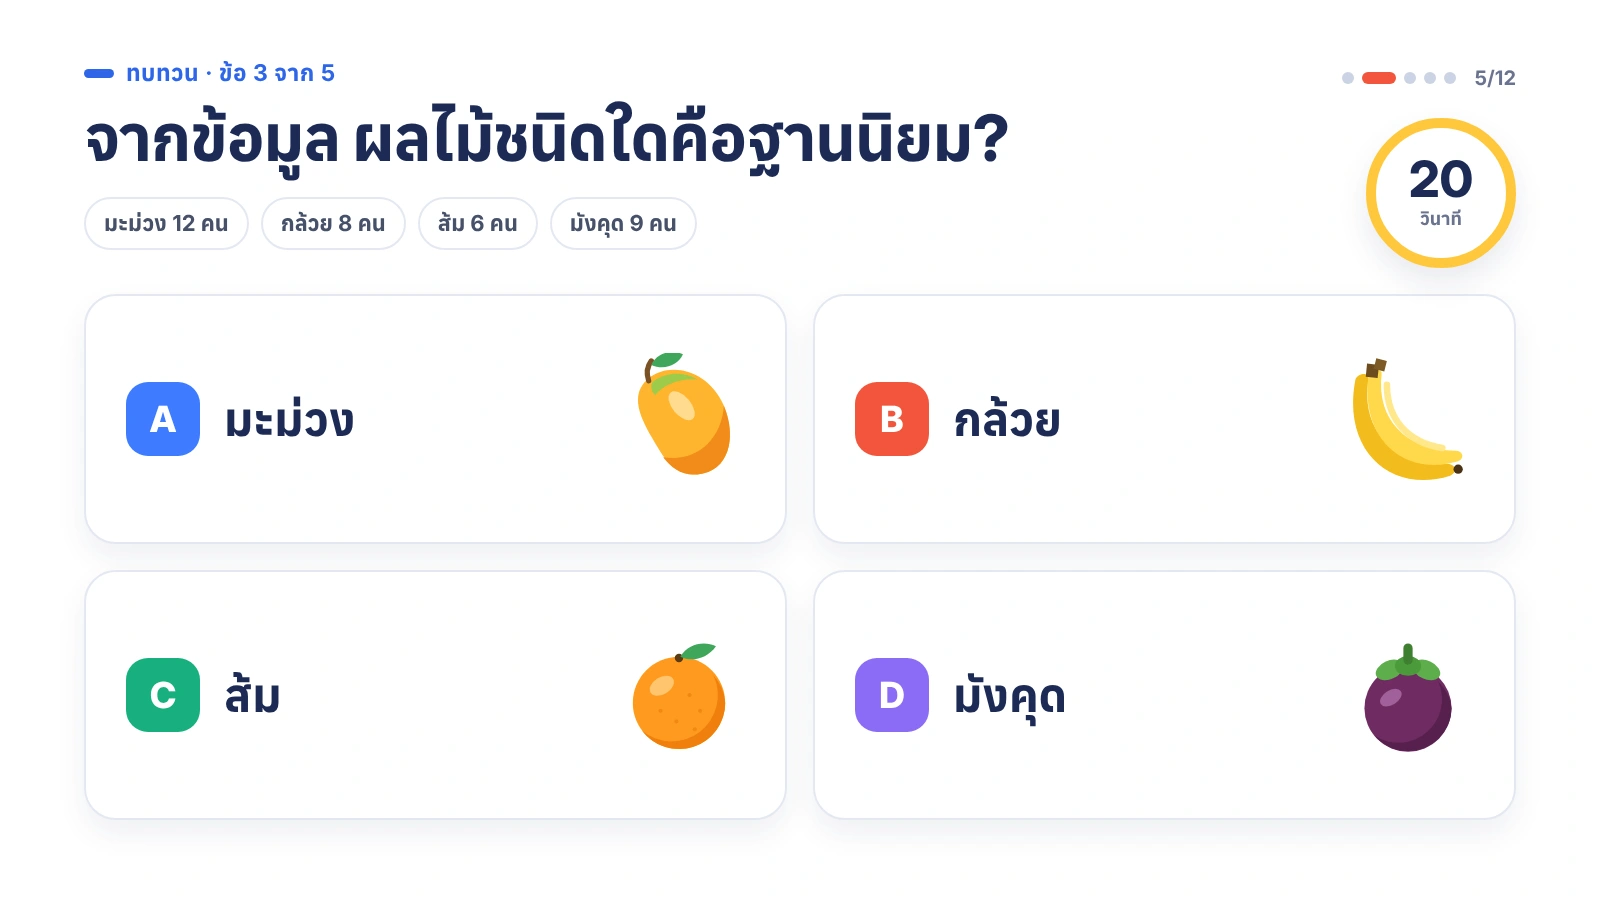 ทบทวน · ข้อ 3 จาก 5
5/12
จากข้อมูล ผลไม้ชนิดใดคือฐานนิยม?
20
วินาที
มะม่วง 12 คน
กล้วย 8 คน
ส้ม 6 คน
มังคุด 9 คน
A มะม่วง
B กล้วย
C ส้ม
D มังคุด